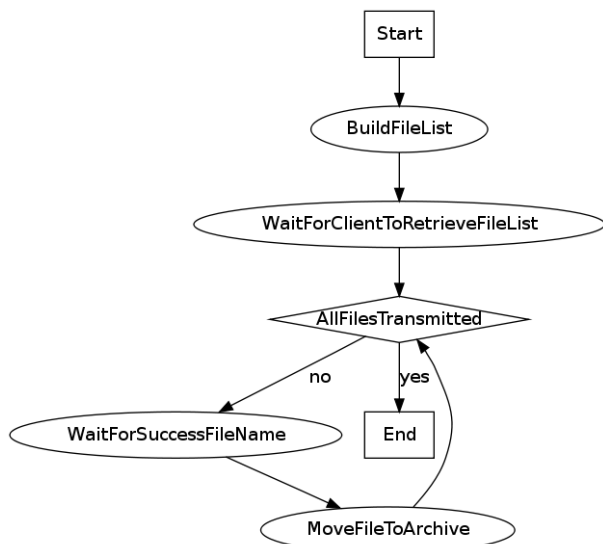 Start
BuildFileList
WaitForClientToRetrieveFileList
AllFilesTransmitted
no
yes
WaitForSuccessFileName
End
MoveFileToArchive